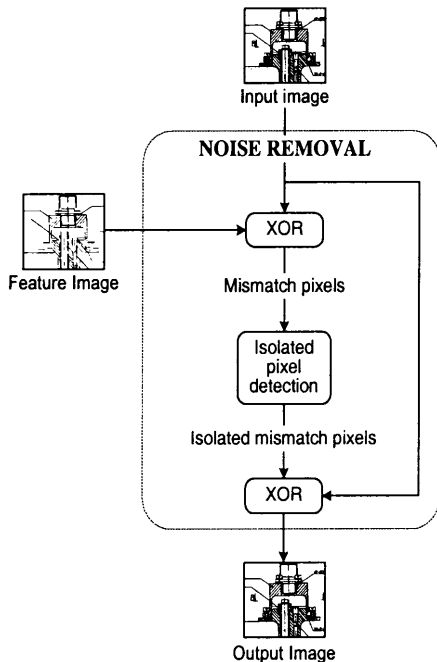 Input image
NOISE REMOVAL
XOR
Feature Image
Mismatch pixels
Isolated
pixel
detection
Isolated mismatch pixels
XOR
Output Image